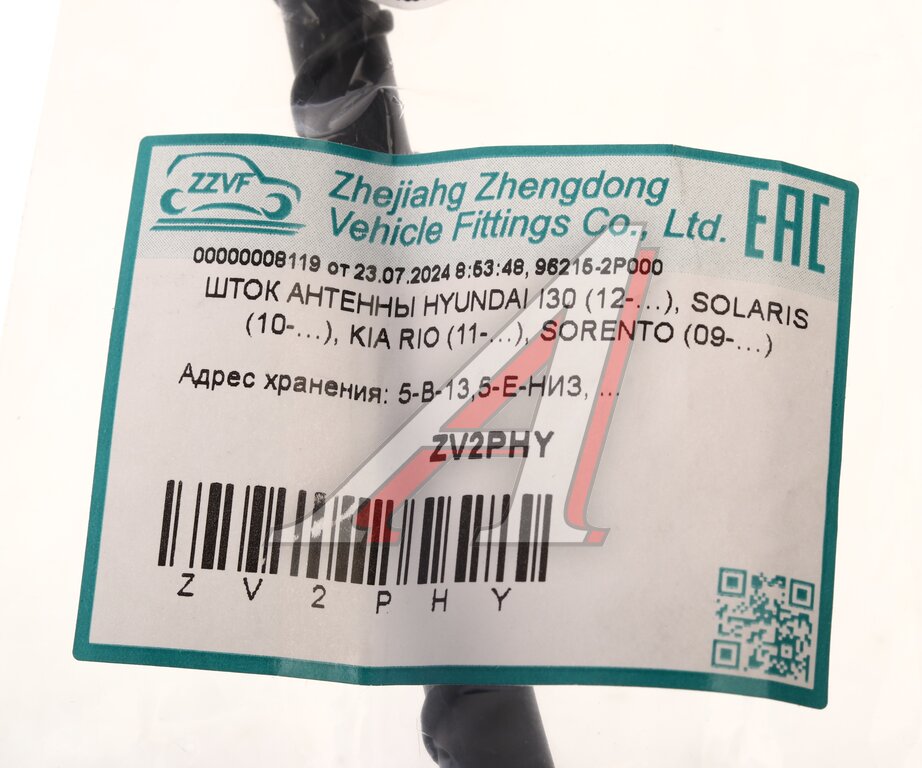 ZZVF
Zhejiahg Zhengdong
Vehicle Fittings Co., Ltd.
EAC
00000008119 от 23.07.2024 8:53:48, 96215-2P000
ШТОК АНТЕННЫ HYUNDAI I30 (12-...), SOLARIS
(10-...), KIA RIO (11-...), SORENTO (09-...)
Адрес хранения: 5-В-13,5-Е-НИЗ, ...
ZV2PHY
ZV2PHY